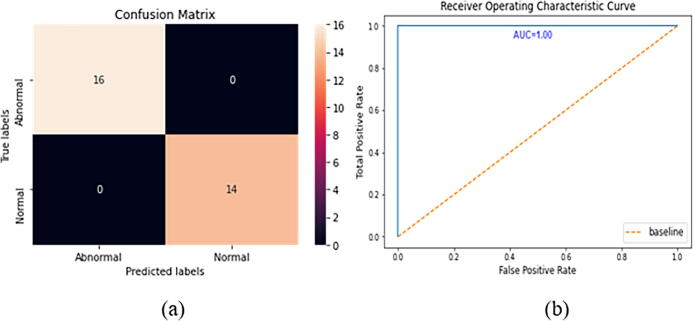 Confusion Matrix
True labels
Abnormal
Normal
16
0
0
14
Abnormal
Normal
Predicted labels
16
14
12
10
8
6
4
2
0
(a)
Receiver Operating Characteristic Curve
AUC=1.00
Total Positive Rate
1.0
0.8
0.6
0.4
0.2
0.0
0.0
0.2
0.4
0.6
0.8
1.0
baseline
False Positive Rate
(b)